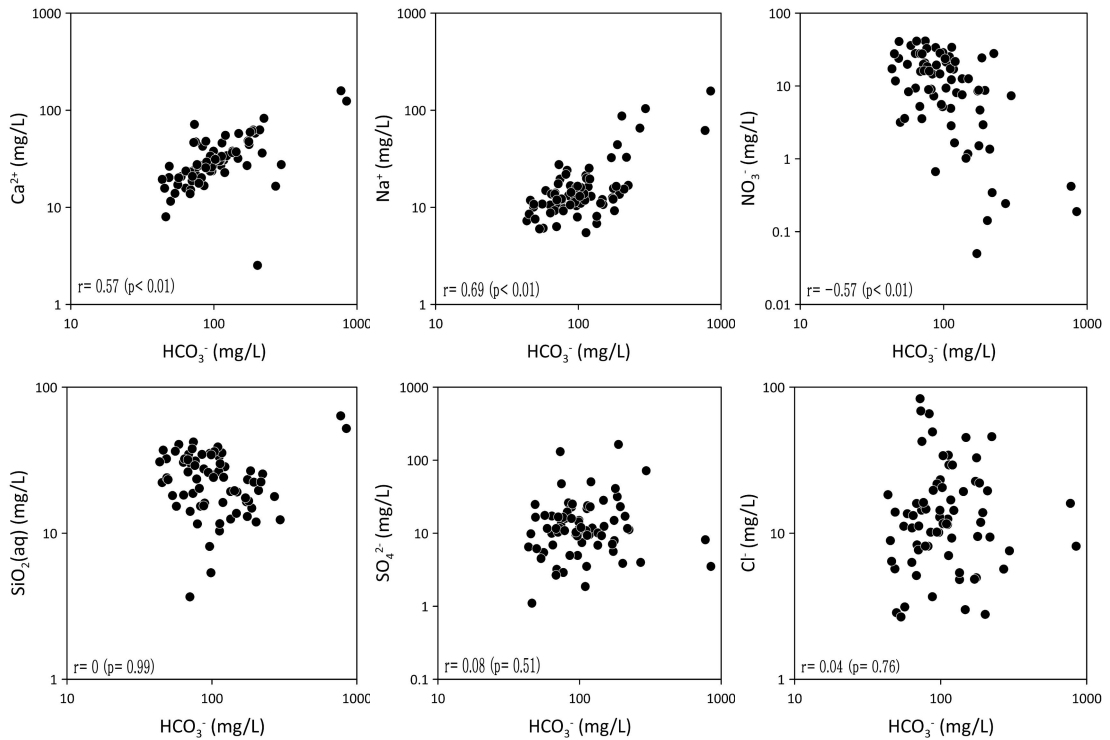 1000
100
10
1
Ca²⁺ (mg/L)
r= 0.57 (p< 0.01)
10
100
1000
HCO₃⁻ (mg/L)
1000
100
10
1
Na⁺ (mg/L)
r= 0.69 (p< 0.01)
10
100
1000
HCO₃⁻ (mg/L)
100
10
1
0.1
0.01
NO₃⁻ (mg/L)
r= −0.57 (p< 0.01)
10
100
1000
HCO₃⁻ (mg/L)
100
10
1
SiO₂(aq) (mg/L)
r= 0 (p= 0.99)
10
100
1000
HCO₃⁻ (mg/L)
1000
100
10
1
0.1
SO₄²⁻ (mg/L)
r= 0.08 (p= 0.51)
10
100
1000
HCO₃⁻ (mg/L)
100
10
1
Cl⁻ (mg/L)
r= 0.04 (p= 0.76)
10
100
1000
HCO₃⁻ (mg/L)